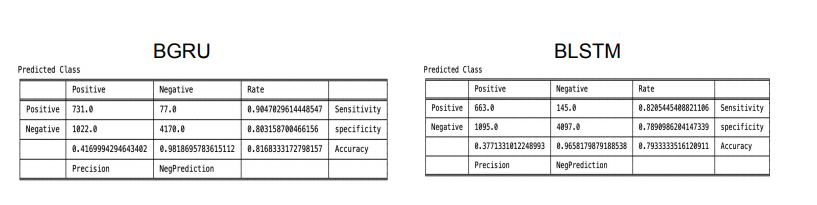 BGRU
Predicted Class
Positive Negative Rate
Positive 731.0 77.0 0.9047029614448547 Sensitivity
Negative 1022.0 4170.0 0.803158700466156 specificity
0.4169994294643402 0.9818695783615112 0.8168333172798157 Accuracy
Precision NegPrediction
BLSTM
Predicted Class
Positive Negative Rate
Positive 663.0 145.0 0.8205445408821106 Sensitivity
Negative 1095.0 4097.0 0.7890986204147339 specificity
0.3771331012248993 0.9658179879188538 0.7933333516120911 Accuracy
Precision NegPrediction